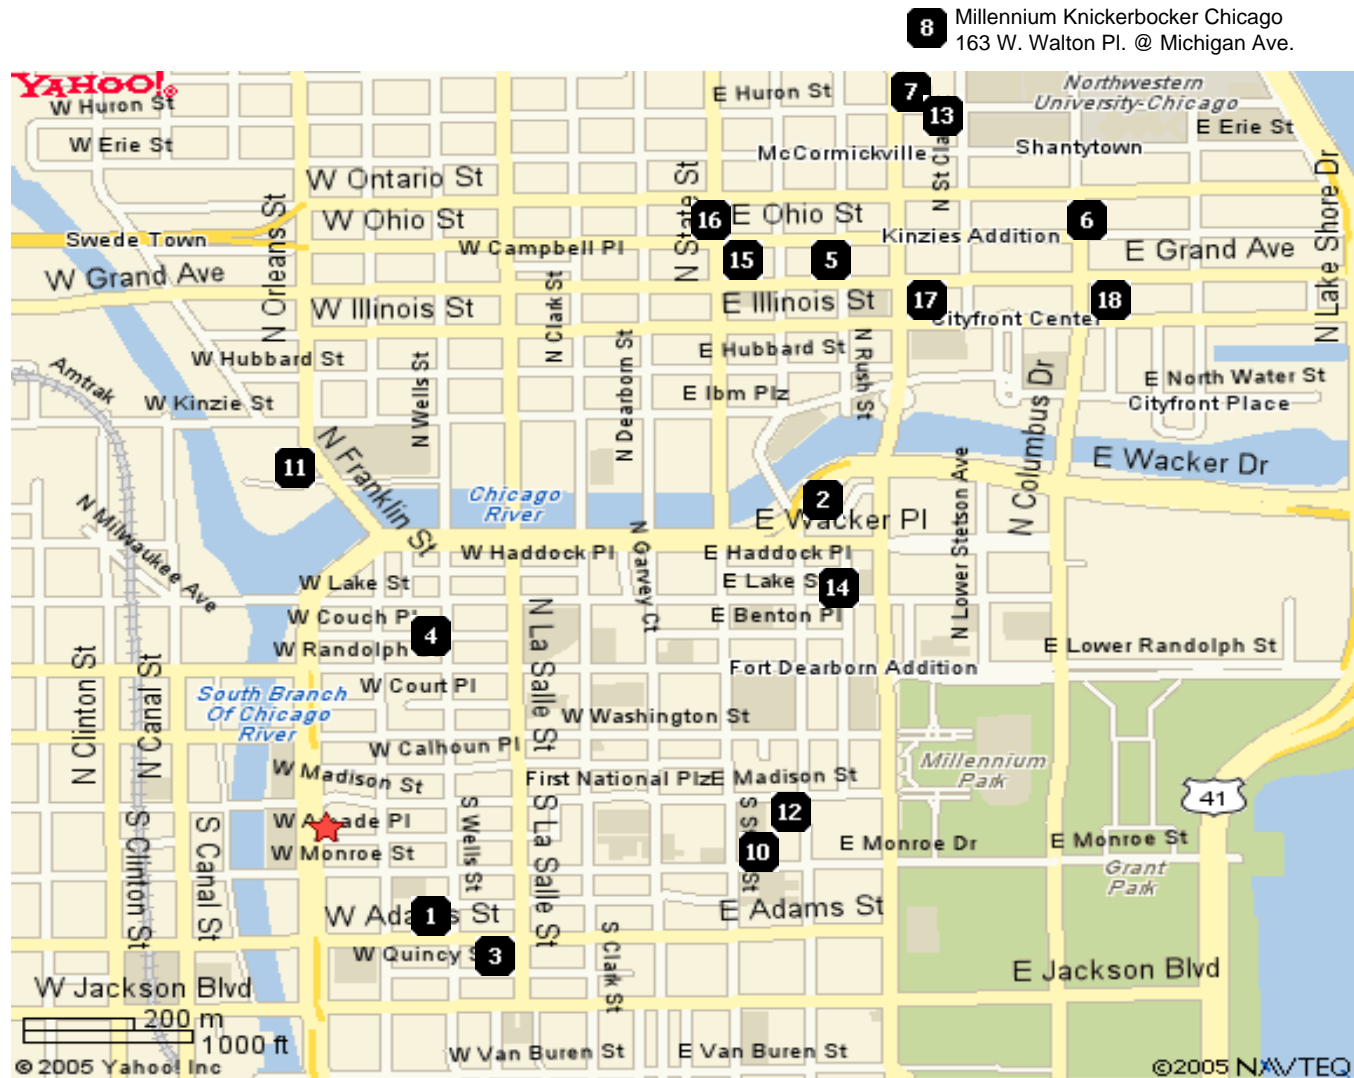 8 Millennium Knickerbocker Chicago
163 W. Walton Pl. @ Michigan Ave.
YAHOO!®
Northwestern
University-Chicago
W Huron St
E Huron St
7
13
E Erie St
W Erie St
McCormickville
Shantytown
W Ontario St
N St Cla
N State St
N Orleans St
N Lake Shore Dr
W Ohio St
16
E Ohio St
6
Swede Town
W Campbell Pl
Kinzies Addition
E Grand Ave
W Grand Ave
15
5
W Illinois St
E Illinois St
17
18
Cityfront Center
N Clark St
W Hubbard St
E Hubbard St
N Rush St
N Wells St
N Dearborn St
Amtrak
E North Water St
W Kinzie St
E Ibm Plz
Cityfront Place
N Columbus Dr
N Franklin St
11
E Wacker Dr
N Lower Stetson Ave
Chicago
River
2
E Wacker Pl
N Milwaukee Ave
W Haddock Pl
N Garvey Ct
E Haddock Pl
W Lake St
E Lake S
14
W Couch P
E Benton Pl
4
W Randolph
N La Salle St
E Lower Randolph St
N Clinton St
N Canal St
Fort Dearborn Addition
W Court Pl
South Branch
Of Chicago
River
W Washington St
W Calhoun Pl
Millennium
Park
W Madison St
First National Plz
E Madison St
41
S Wells St
S La Salle St
12
W A ade Pl
S Clinton St
S Canal St
E Monroe Dr
E Monroe St
W Monroe St
10
S S St
Grant
Park
W Ada s St
1
E Adams St
W Quincy S
3
S Clark St
E Jackson Blvd
W Jackson Blvd
200 m
1000 ft
W Van Buren St
E Van Buren St
© 2005 Yahoo! Inc
©2005 NAVTEQ